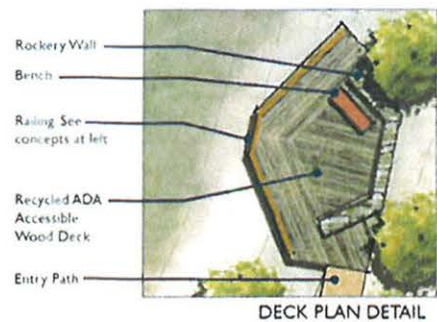 Rockery Wall
Bench
Railing See
concepts at left
Recycled ADA
Accessible
Wood Deck
Entry Path
DECK PLAN DETAIL